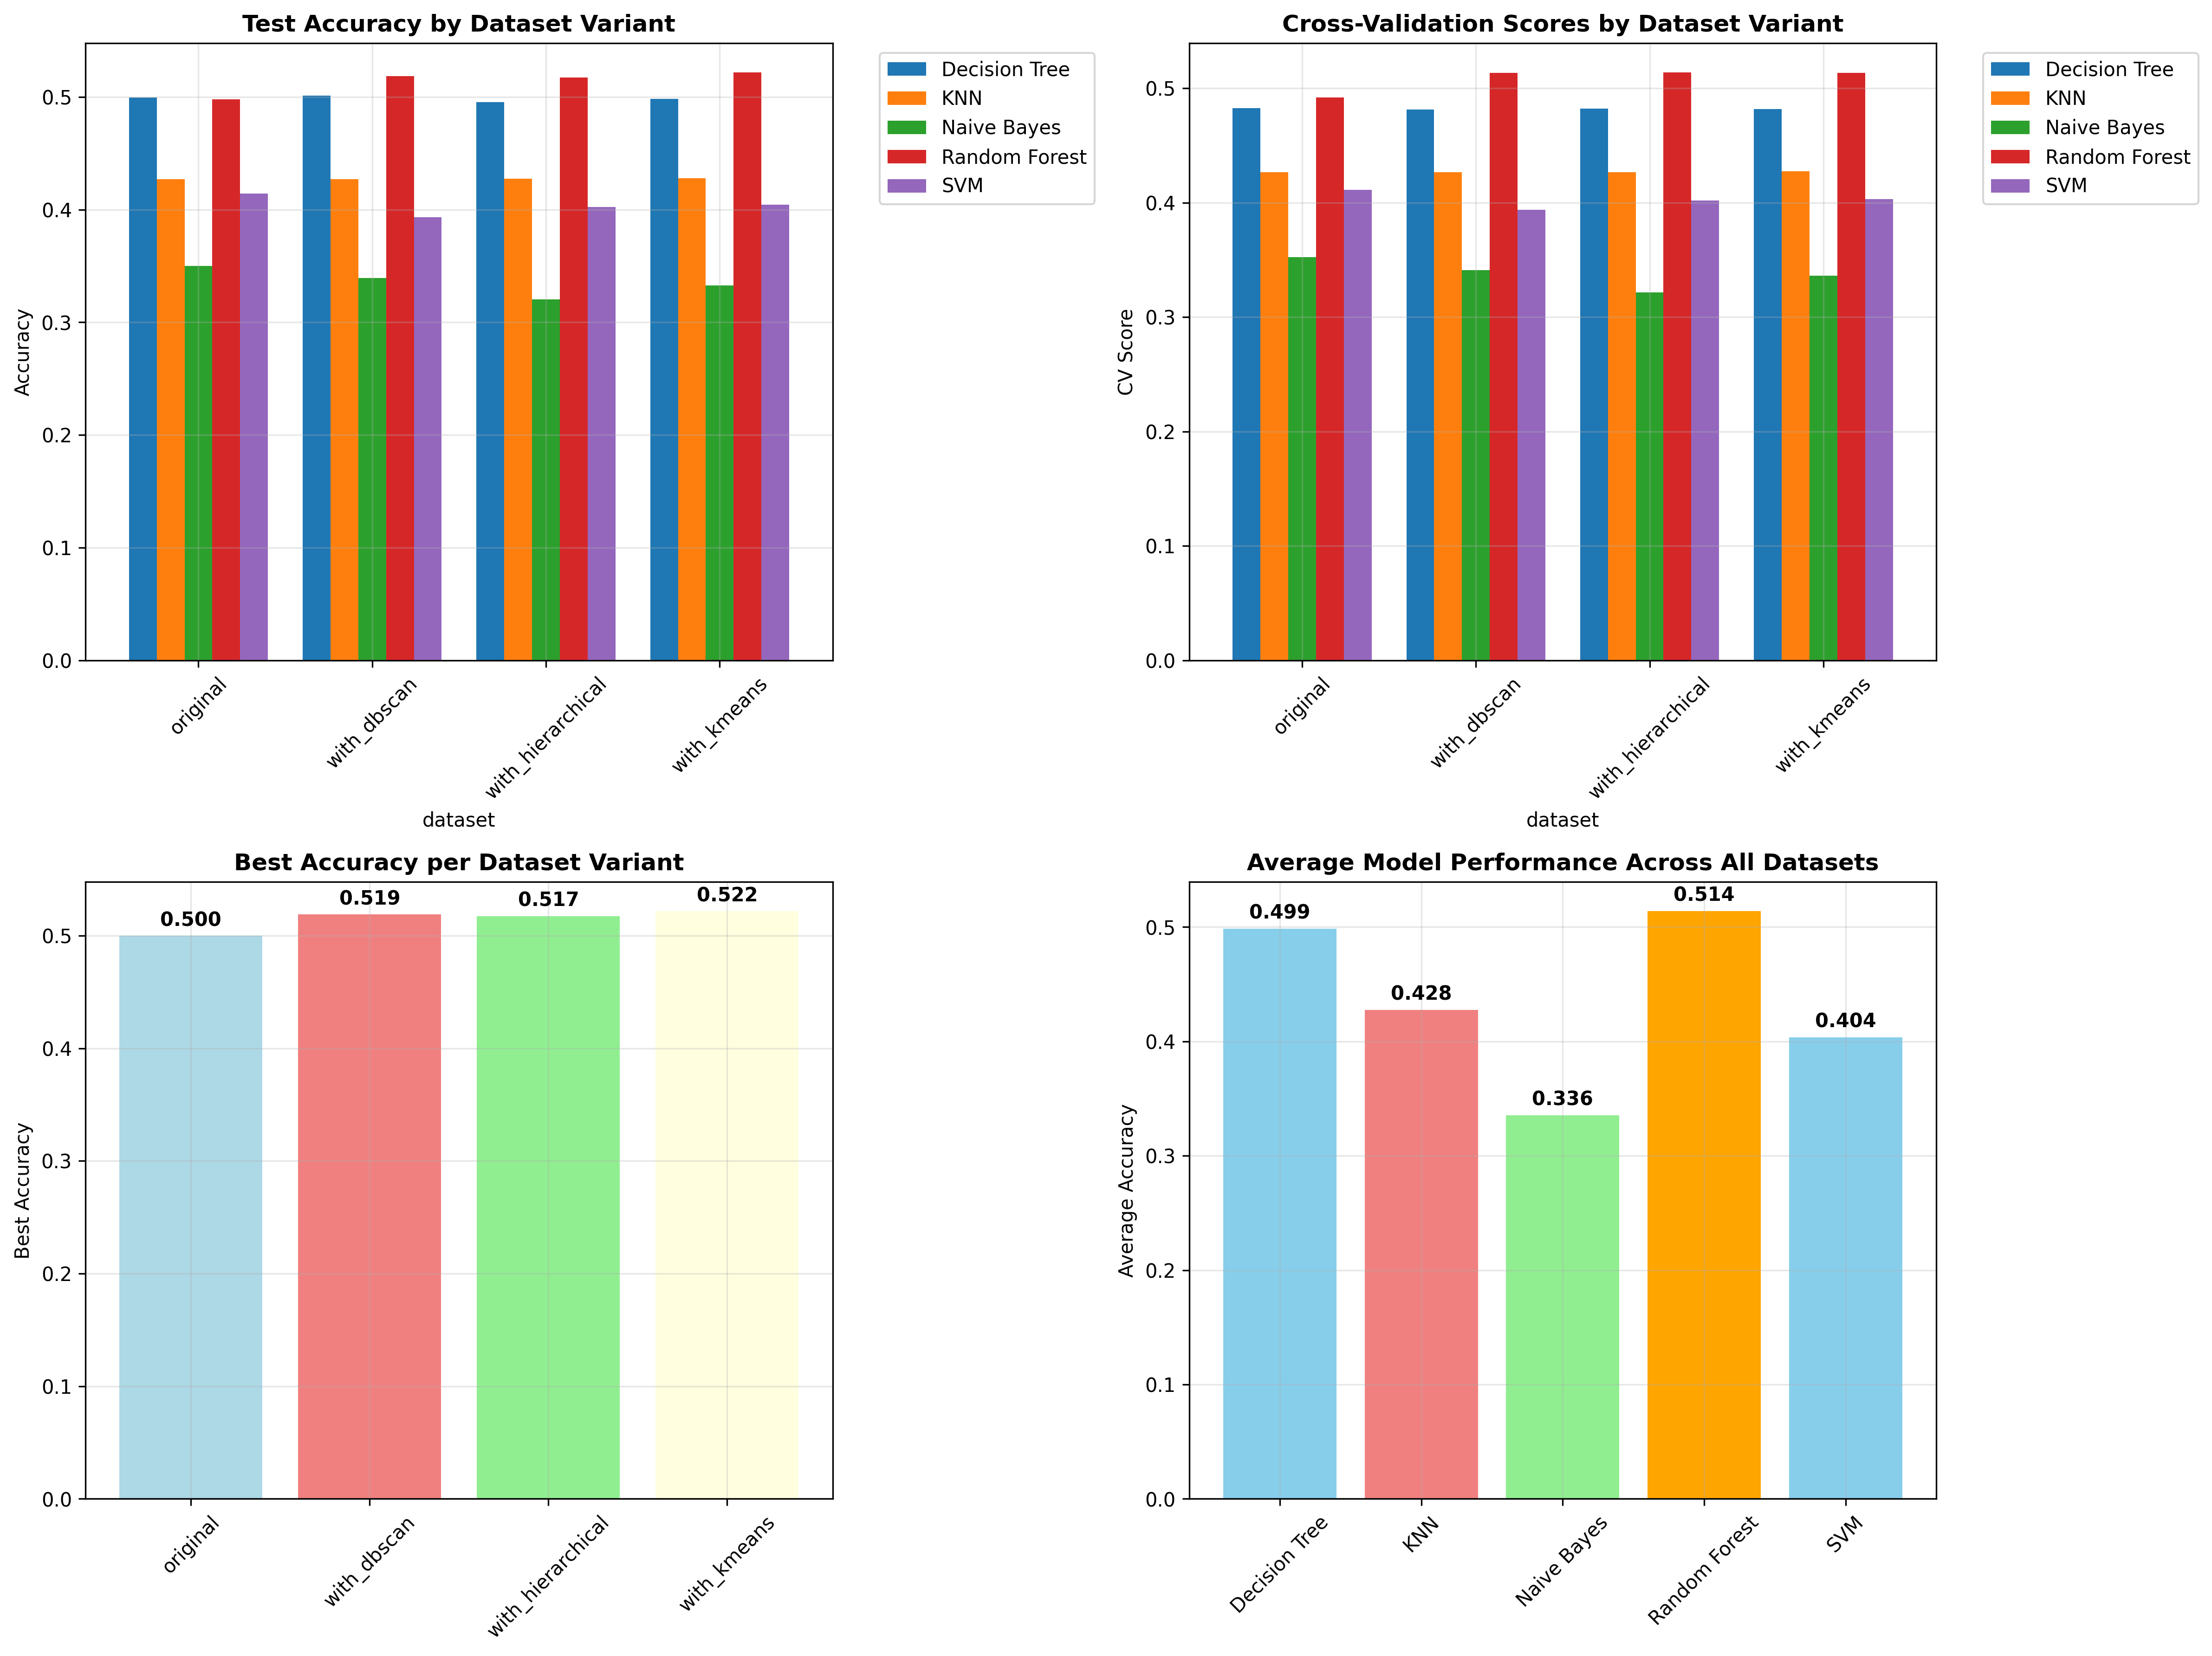 Test Accuracy by Dataset Variant
Accuracy
0.5
0.4
0.3
0.2
0.1
0.0
original
with_dbscan
with_hierarchical
with_kmeans
dataset
Decision Tree
KNN
Naive Bayes
Random Forest
SVM
Cross-Validation Scores by Dataset Variant
CV Score
0.5
0.4
0.3
0.2
0.1
0.0
original
with_dbscan
with_hierarchical
with_kmeans
dataset
Decision Tree
KNN
Naive Bayes
Random Forest
SVM
Best Accuracy per Dataset Variant
Best Accuracy
0.5
0.4
0.3
0.2
0.1
0.0
0.500
0.519
0.517
0.522
original
with_dbscan
with_hierarchical
with_kmeans
Average Model Performance Across All Datasets
Average Accuracy
0.5
0.4
0.3
0.2
0.1
0.0
0.499
0.428
0.336
0.514
0.404
Decision Tree
KNN
Naive Bayes
Random Forest
SVM